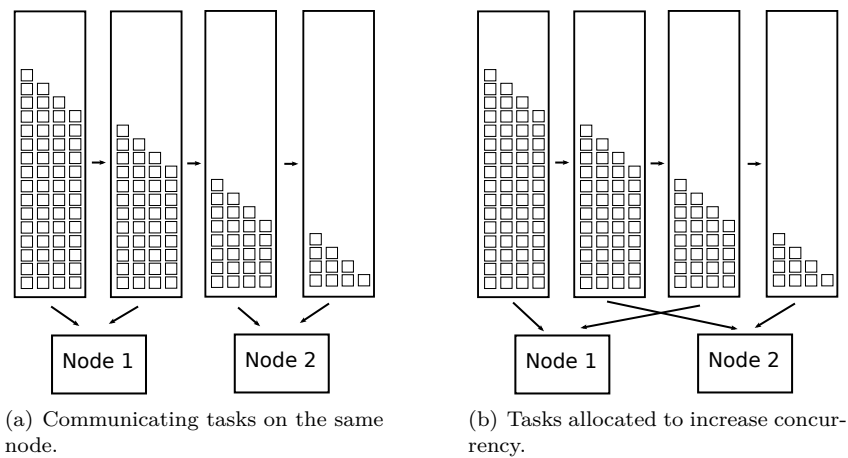 Node 1
Node 2
Node 1
Node 2
(a) Communicating tasks on the same
node.
(b) Tasks allocated to increase concur-
rency.